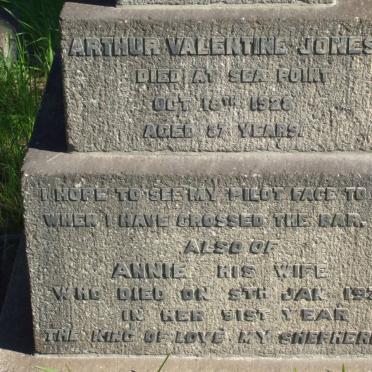 ARTHUR VALENTINE JONES
DIED AT SEA POINT
OCT 18TH 1926
AGED 87 YEARS.
I HOPE TO SEE MY PILOT FACE TO
WHEN I HAVE CROSSED THE BAR.
ALSO OF
ANNIE HIS WIFE
WHO DIED ON 9TH JAN
IN HER 91ST YEAR
THE KING OF LOVE MY SHEPHERD